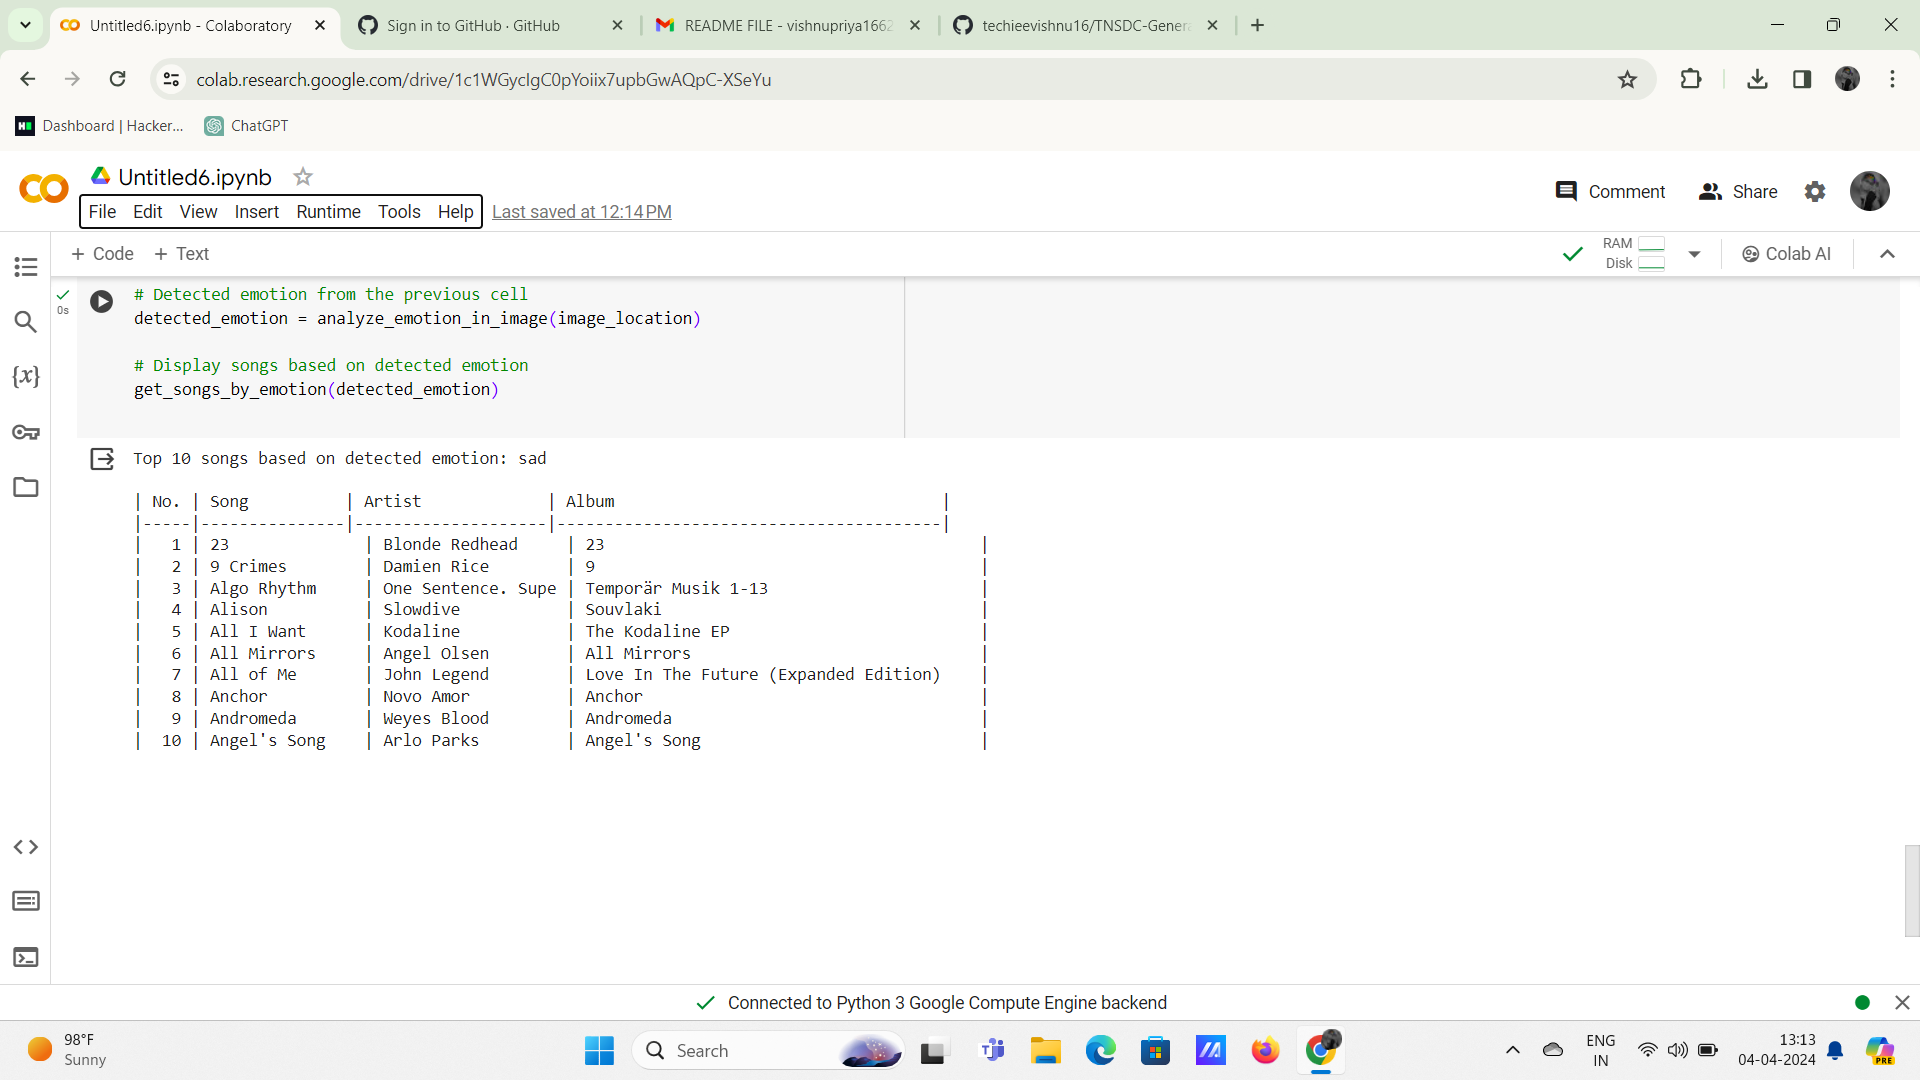 Untitled6.ipynb - Colaboratory
Sign in to GitHub · GitHub
README FILE - vishnupriya1662
techieevishnu16/TNSDC-Genera
colab.research.google.com/drive/1c1WGycIgC0pYoiix7upbGwAQpC-XSeYu
Dashboard | Hacker...
ChatGPT
Untitled6.ipynb
File Edit View Insert Runtime Tools Help Last saved at 12:14 PM
Comment
Share
+ Code + Text
RAM
Disk
Colab AI
0s
# Detected emotion from the previous cell
detected_emotion = analyze_emotion_in_image(image_location)
# Display songs based on detected emotion
get_songs_by_emotion(detected_emotion)
Top 10 songs based on detected emotion: sad
| No. | Song | Artist | Album |
|-----|---------------|--------------------|----------------------------------------|
| 1 | 23 | Blonde Redhead | 23 |
| 2 | 9 Crimes | Damien Rice | 9 |
| 3 | Algo Rhythm | One Sentence. Supe | Temporär Musik 1-13 |
| 4 | Alison | Slowdive | Souvlaki |
| 5 | All I Want | Kodaline | The Kodaline EP |
| 6 | All Mirrors | Angel Olsen | All Mirrors |
| 7 | All of Me | John Legend | Love In The Future (Expanded Edition) |
| 8 | Anchor | Novo Amor | Anchor |
| 9 | Andromeda | Weyes Blood | Andromeda |
| 10 | Angel's Song | Arlo Parks | Angel's Song |
Connected to Python 3 Google Compute Engine backend
98°F
Sunny
Search
ENG
IN
13:13
04-04-2024
PRE